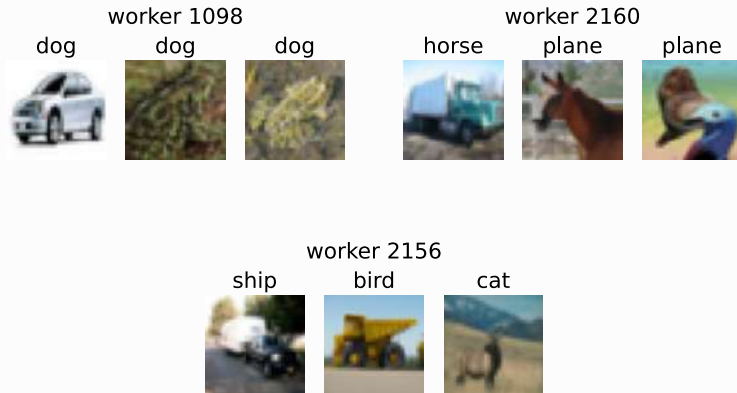 worker 1098
dog dog dog
worker 2160
horse plane plane
worker 2156
ship bird cat